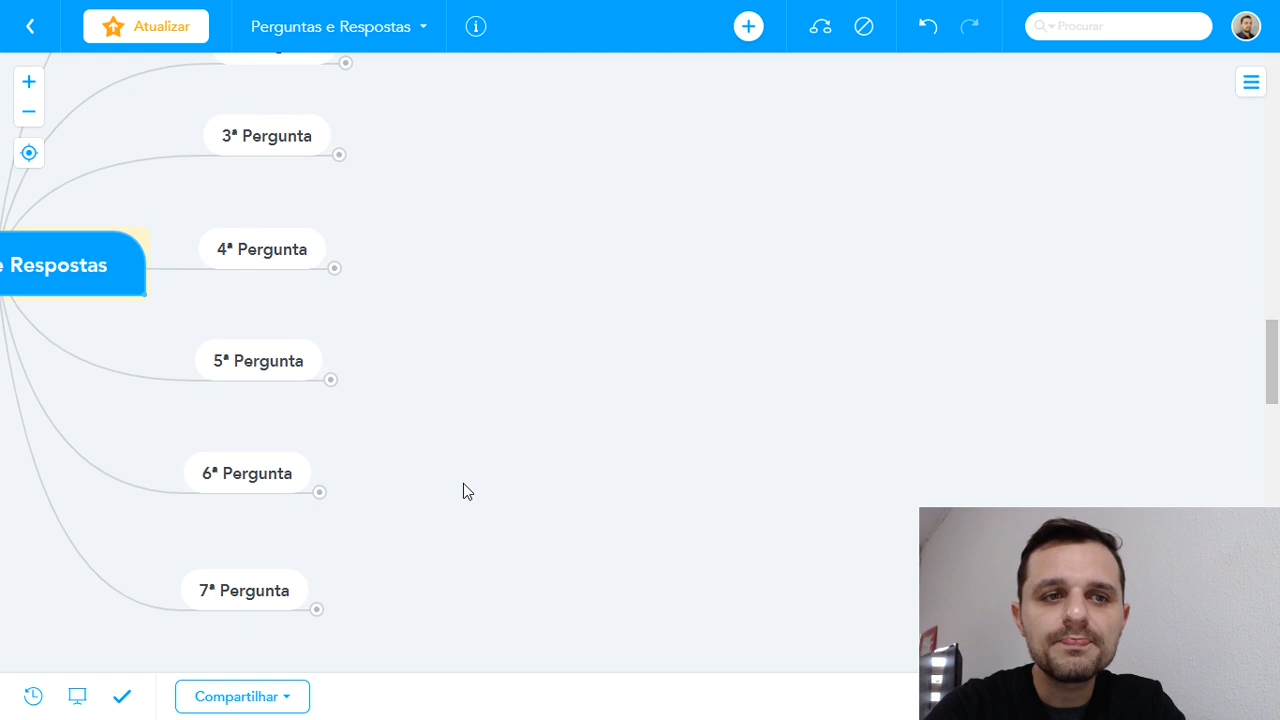 Atualizar
Perguntas e Respostas
Procurar
3ª Pergunta
4ª Pergunta
e Respostas
5ª Pergunta
6ª Pergunta
7ª Pergunta
Compartilhar